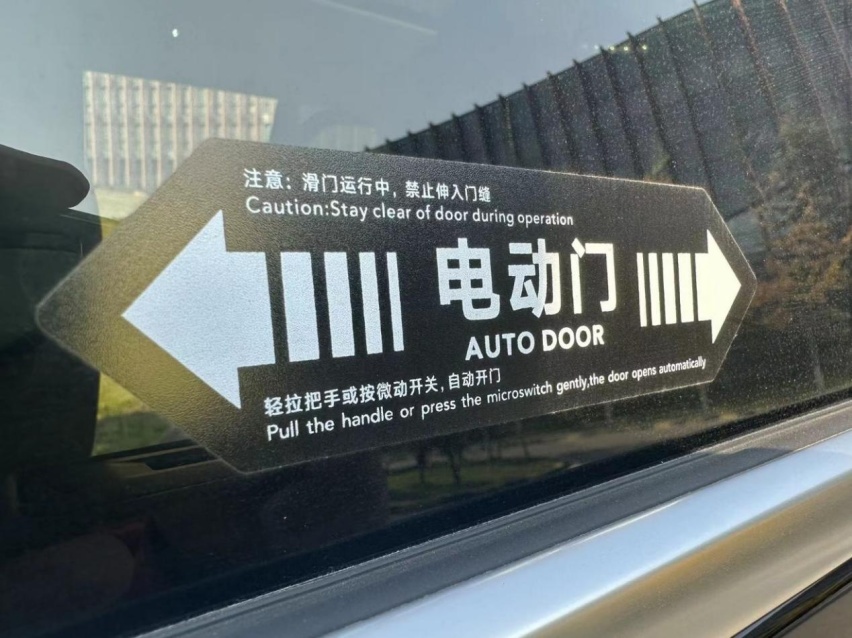 注意：滑门运行中，禁止伸入门缝
Caution:Stay clear of door during operation
电动门
AUTO DOOR
轻拉把手或按微动开关,自动开门
Pull the handle or press the microswitch gently,the door opens automatically